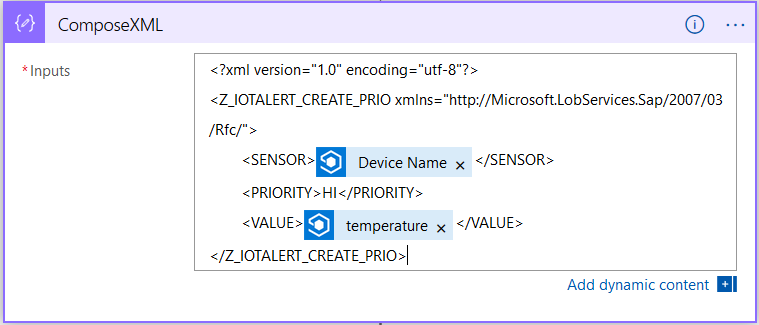 ComposeXML
*Inputs
<?xml version="1.0" encoding="utf-8"?>
<Z_IOTALERT_CREATE_PRIO xmlns="http://Microsoft.LobServices.Sap/2007/03
/Rfc/">
<SENSOR> Device Name × </SENSOR>
<PRIORITY>HI</PRIORITY>
<VALUE> temperature × </VALUE>
</Z_IOTALERT_CREATE_PRIO>
Add dynamic content